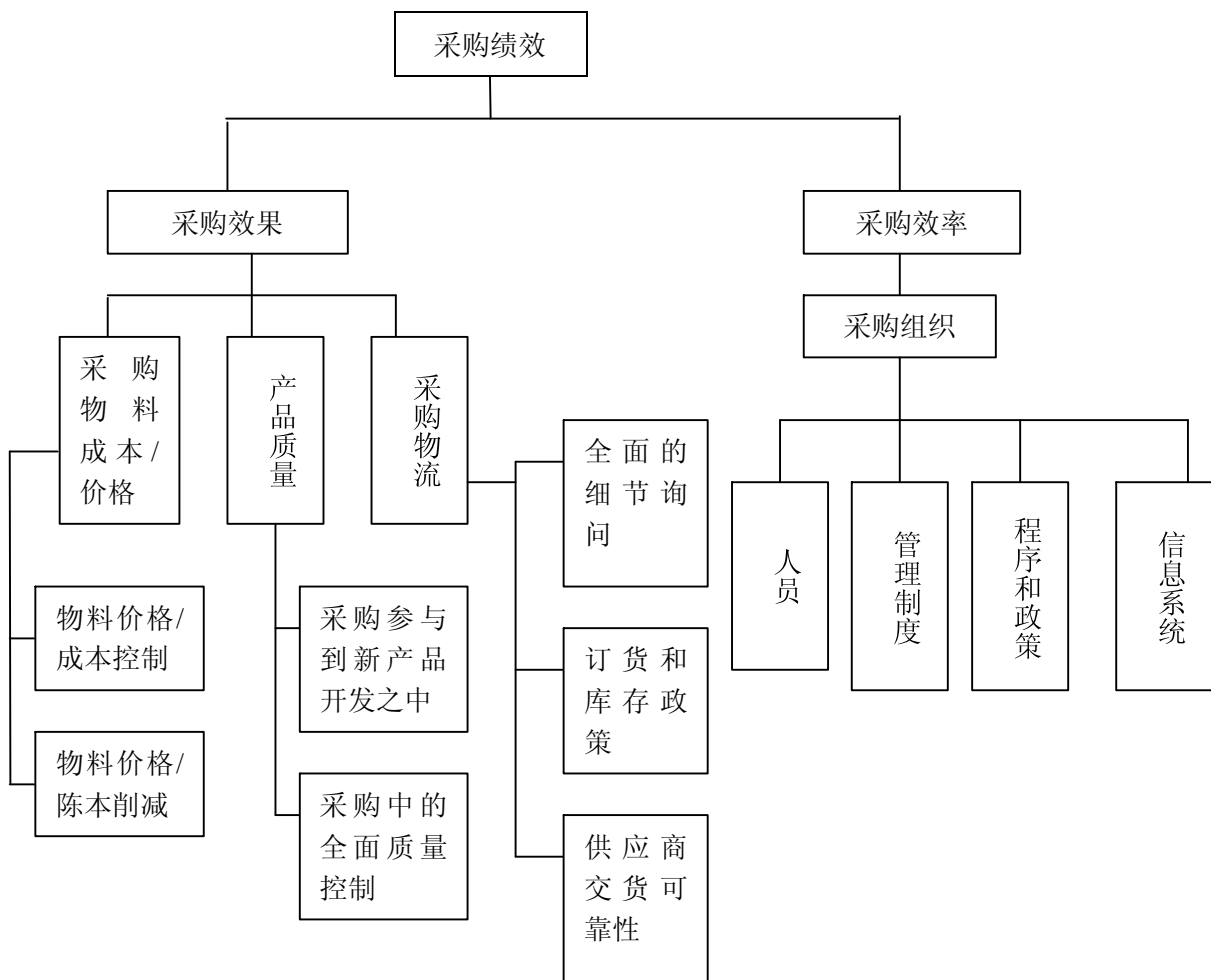 采购绩效
采购效果
采购效率
采购组织
采购
物料
成本/
价格
产品质量
采购物流
全面的
细节询
问
人员
管理制度
程序和政策
信息系统
物料价格/
成本控制
采购参与
到新产品
开发之中
订货和
库存政
策
物料价格/
陈本削减
采购中的
全面质量
控制
供应商
交货可
靠性